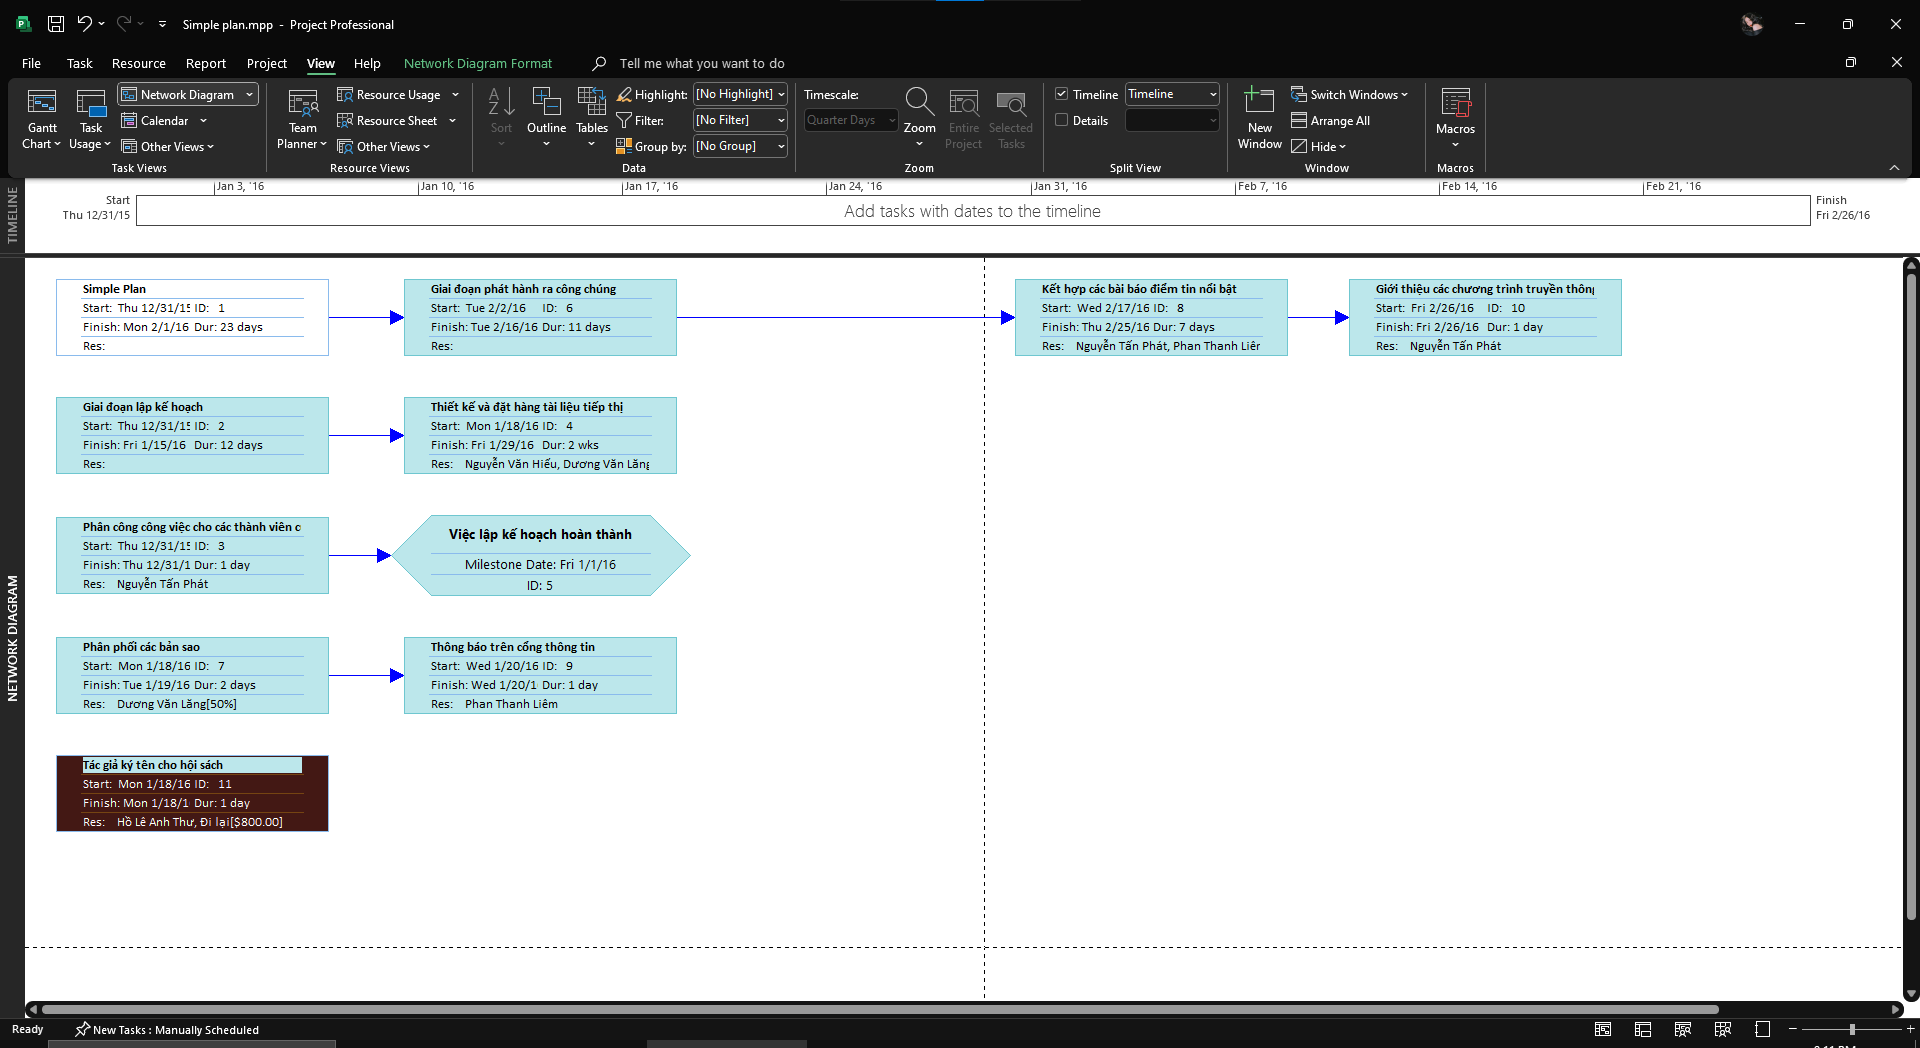 Simple plan.mpp - Project Professional
File Task Resource Report Project View Help Network Diagram Format Tell me what you want to do
Gantt Chart
Task Usage
Network Diagram
Calendar
Other Views
Task Views
Team Planner
Resource Usage
Resource Sheet
Other Views
Resource Views
Sort
Outline
Tables
Highlight: [No Highlight]
Filter: [No Filter]
Group by: [No Group]
Data
Timescale:
Quarter Days
Zoom
Entire Project
Selected Tasks
Zoom
Timeline Timeline
Details
Split View
New Window
Switch Windows
Arrange All
Hide
Window
Macros
Macros
TIMELINE
Jan 3, '16 Jan 10, '16 Jan 17, '16 Jan 24, '16 Jan 31, '16 Feb 7, '16 Feb 14, '16 Feb 21, '16
Start
Thu 12/31/15
Add tasks with dates to the timeline
Finish
Fri 2/26/16
NETWORK DIAGRAM
Simple Plan
Start: Thu 12/31/15 ID: 1
Finish: Mon 2/1/16 Dur: 23 days
Res:
Giai đoạn phát hành ra công chúng
Start: Tue 2/2/16 ID: 6
Finish: Tue 2/16/16 Dur: 11 days
Res:
Kết hợp các bài báo điểm tin nổi bật
Start: Wed 2/17/16 ID: 8
Finish: Thu 2/25/16 Dur: 7 days
Res: Nguyễn Tấn Phát, Phan Thanh Liêr
Giới thiệu các chương trình truyền thông
Start: Fri 2/26/16 ID: 10
Finish: Fri 2/26/16 Dur: 1 day
Res: Nguyễn Tấn Phát
Giai đoạn lập kế hoạch
Start: Thu 12/31/15 ID: 2
Finish: Fri 1/15/16 Dur: 12 days
Res:
Thiết kế và đặt hàng tài liệu tiếp thị
Start: Mon 1/18/16 ID: 4
Finish: Fri 1/29/16 Dur: 2 wks
Res: Nguyễn Văn Hiếu, Dương Văn Lăng
Phân công công việc cho các thành viên c
Start: Thu 12/31/15 ID: 3
Finish: Thu 12/31/1 Dur: 1 day
Res: Nguyễn Tấn Phát
Việc lập kế hoạch hoàn thành
Milestone Date: Fri 1/1/16
ID: 5
Phân phối các bản sao
Start: Mon 1/18/16 ID: 7
Finish: Tue 1/19/16 Dur: 2 days
Res: Dương Văn Lăng[50%]
Thông báo trên cổng thông tin
Start: Wed 1/20/16 ID: 9
Finish: Wed 1/20/1 Dur: 1 day
Res: Phan Thanh Liêm
Tác giả ký tên cho hội sách
Start: Mon 1/18/16 ID: 11
Finish: Mon 1/18/1 Dur: 1 day
Res: Hồ Lê Anh Thư, Đi lại[$800.00]
Ready New Tasks : Manually Scheduled